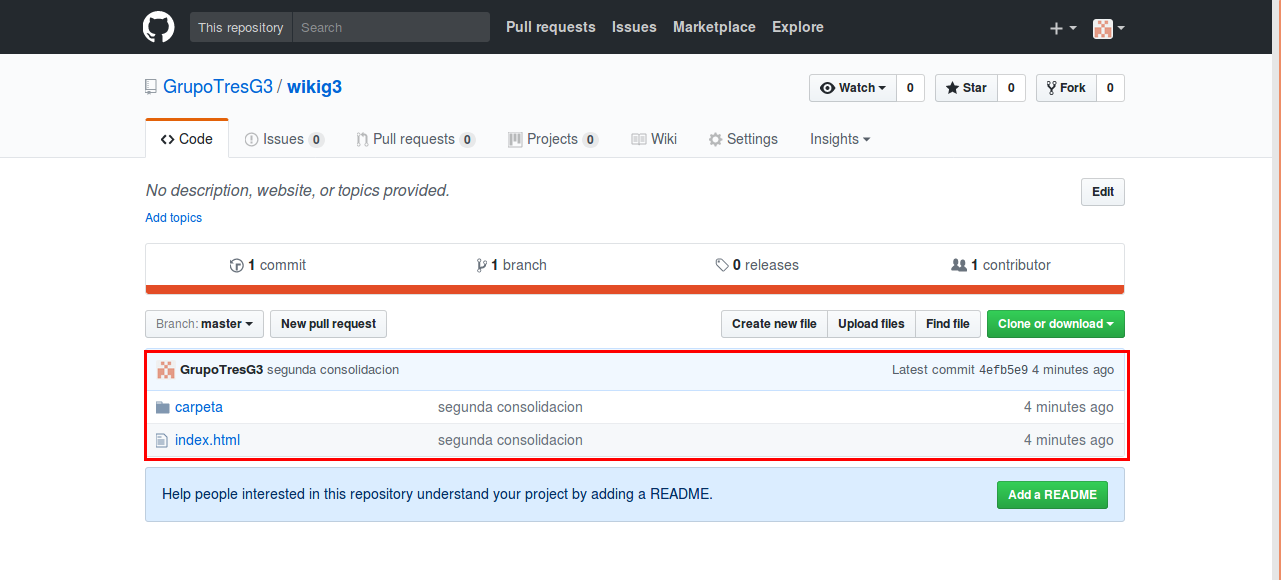 This repository Search Pull requests Issues Marketplace Explore
GrupoTresG3 / wikig3 Watch 0 Star 0 Fork 0
Code Issues 0 Pull requests 0 Projects 0 Wiki Settings Insights
No description, website, or topics provided. Edit
Add topics
1 commit 1 branch 0 releases 1 contributor
Branch: master New pull request Create new file Upload files Find file Clone or download
GrupoTresG3 segunda consolidacion Latest commit 4efb5e9 4 minutes ago
carpeta segunda consolidacion 4 minutes ago
index.html segunda consolidacion 4 minutes ago
Help people interested in this repository understand your project by adding a README. Add a README